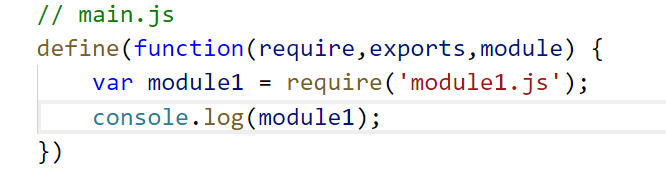 // main.js
define(function(require,exports,module) {
    var module1 = require('module1.js');
    console.log(module1);
})